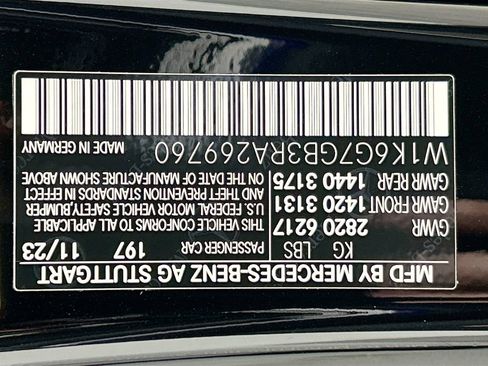 MFD BY MERCEDES-BENZ AG STUTTGART
KG LBS PASSENGER CAR 11/23
GVWR 2820 6217 197
GAWR FRONT 1420 3131
GAWR REAR 1440 3175
THIS VEHICLE CONFORMS TO ALL APPLICABLE
U.S. FEDERAL MOTOR VEHICLE SAFETY,BUMPER,
AND THEFT PREVENTION STANDARDS IN EFFECT
ON THE DATE OF MANUFACTURE SHOWN ABOVE
W1K6G7GB3RA269760 MADE IN GERMANY